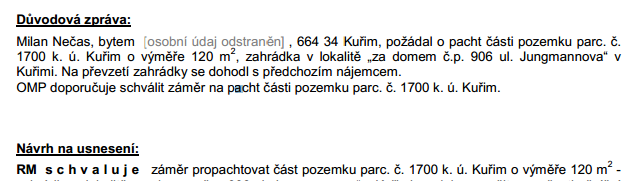 Důvodová zpráva:
Milan Nečas, bytem [osobní údaj odstraněn] , 664 34 Kuřim, požádal o pacht části pozemku parc. č.
1700 k. ú. Kuřim o výměře 120 m², zahrádka v lokalitě „za domem č.p. 906 ul. Jungmannova“ v
Kuřimi. Na převzetí zahrádky se dohodl s předchozím nájemcem.
OMP doporučuje schválit záměr na pacht části pozemku parc. č. 1700 k. ú. Kuřim.
Návrh na usnesení:
RM s c h v a l u j e záměr propachtovat část pozemku parc. č. 1700 k. ú. Kuřim o výměře 120 m² -